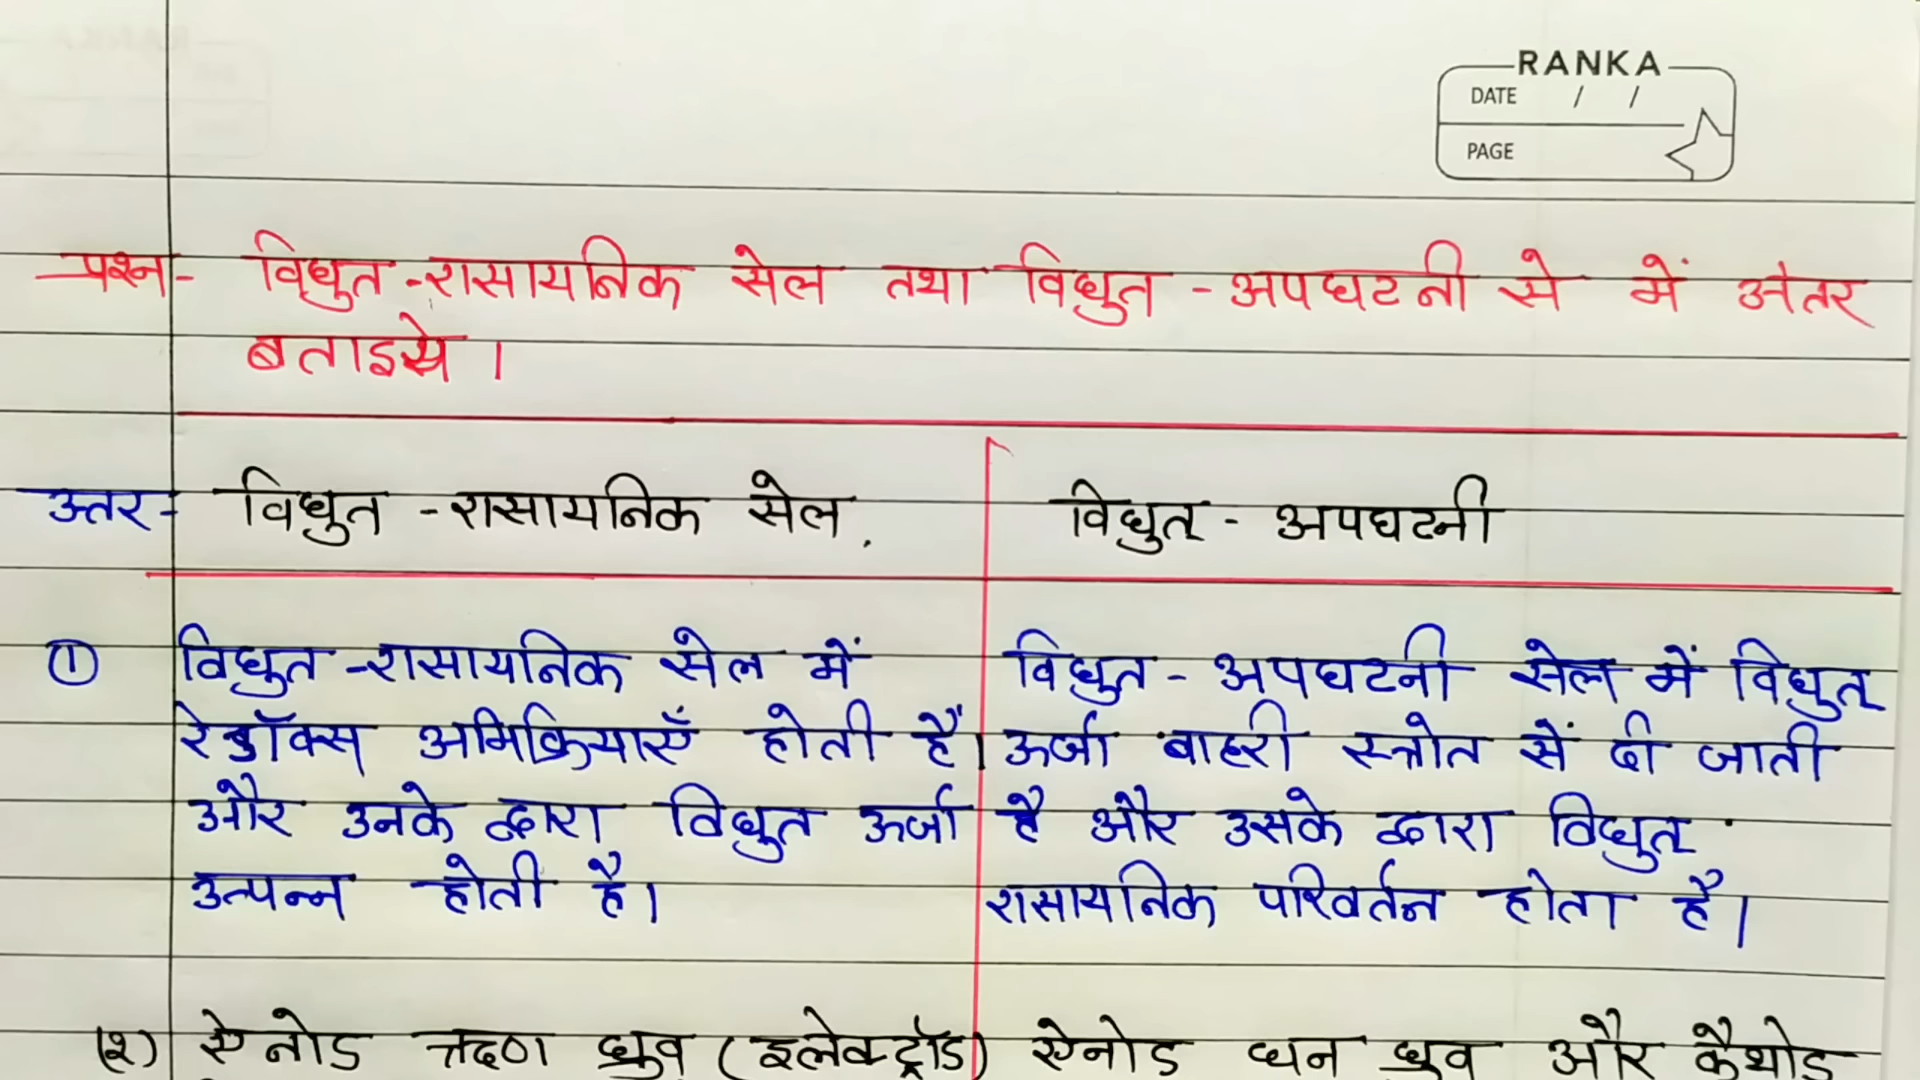 RANKA
DATE / /
PAGE
प्रश्न- विधुत-रासायनिक सेल तथा विधुत - अपघटनी से में अंतर
बताइये ।
उत्तर- विधुत - रासायनिक सेल . विधुत् - अपघटनी
① विधुत -रासायनिक सेल में विधुत - अपघटनी सेल में विधुत्
रेडॉक्स अभिक्रियाएँ होती हैं। ऊर्जा बाहरी स्त्रोत सें दी जाती
और उनके द्वारा विधुत ऊर्जा है और उसके द्वारा विधुत्
उत्पन्न होती है। रासायनिक परिवर्तन होता है।
(२) ऐनोड ऋण ध्रुव (इलेक्ट्रॉड) ऐनोड धन ध्रुव और कैथोड